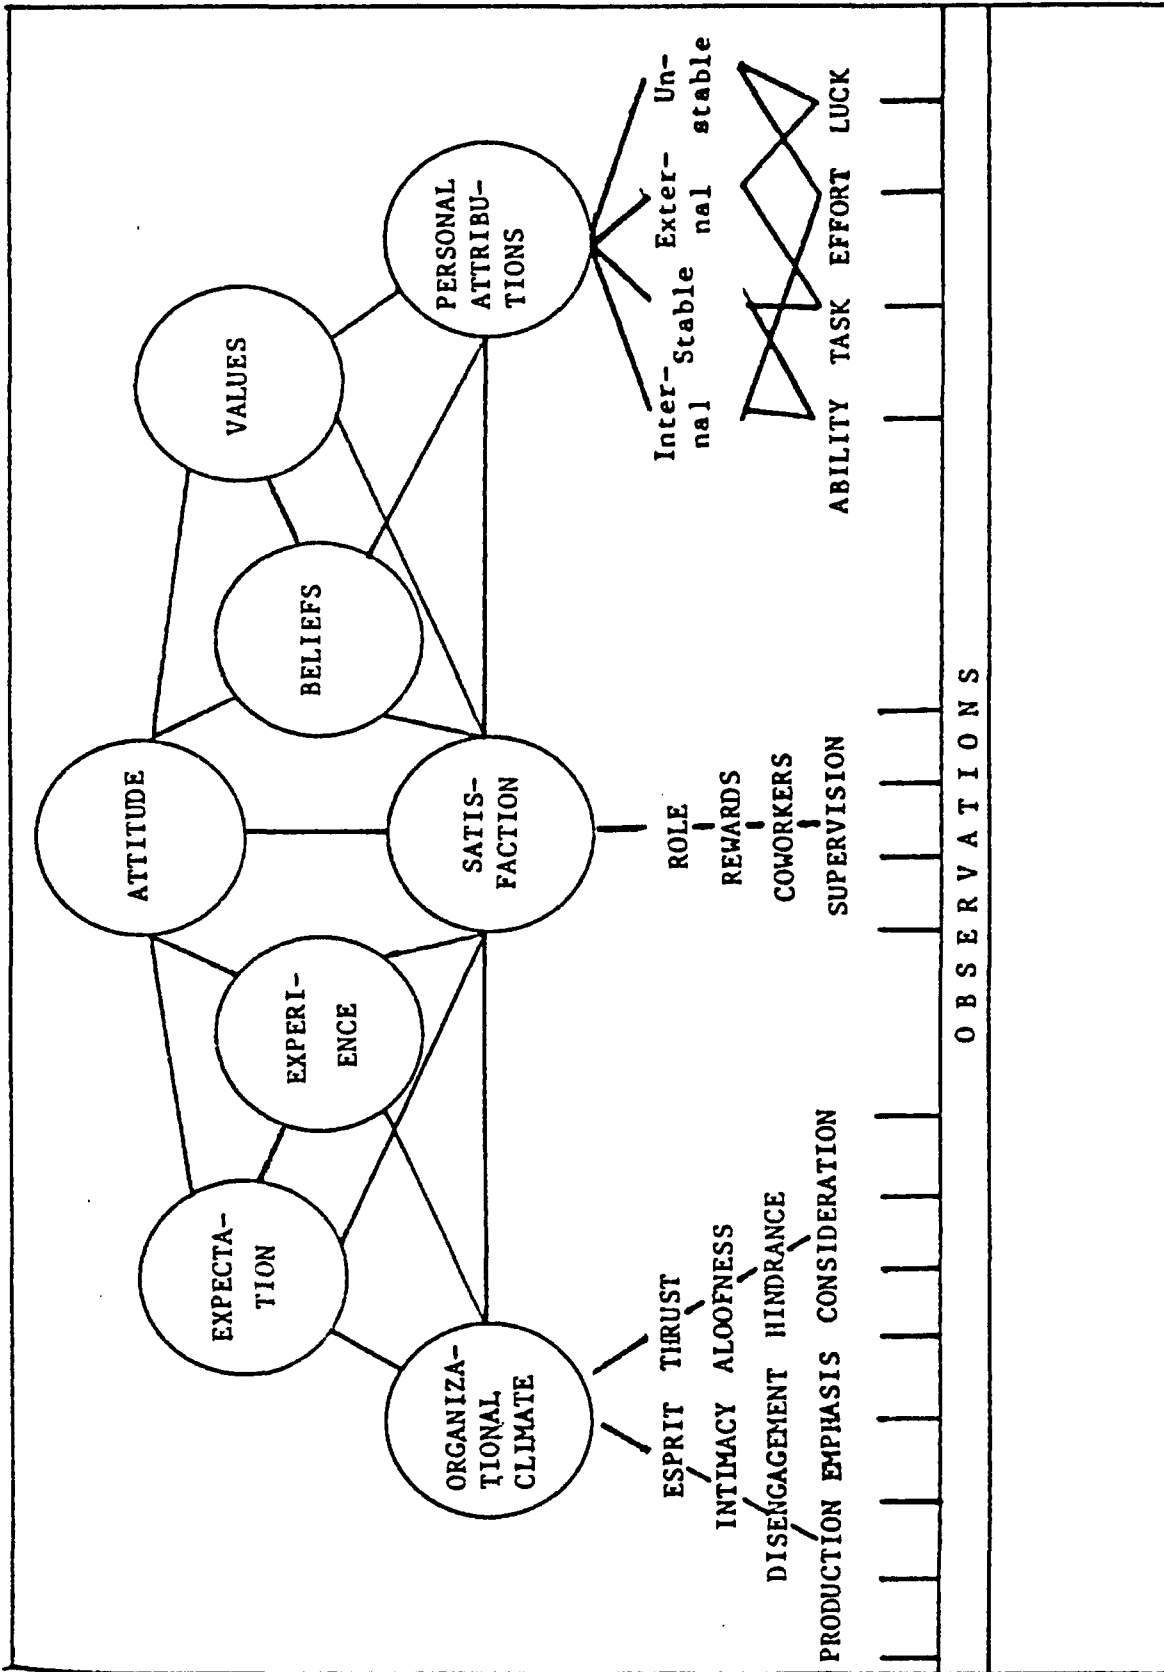 ATTITUDE
EXPECTA-
TION
VALUES
EXPERI-
ENCE
BELIEFS
ORGANIZA-
TIONAL
CLIMATE
SATIS-
FACTION
PERSONAL
ATTRIBU-
TIONS
ESPRIT THRUST
INTIMACY ALOOFNESS
DISENGAGEMENT HINDRANCE
PRODUCTION EMPHASIS CONSIDERATION
ROLE
REWARDS
COWORKERS
SUPERVISION
Inter-
nal
Stable
Exter-
nal
Un-
stable
ABILITY TASK EFFORT LUCK
OBSERVATIONS